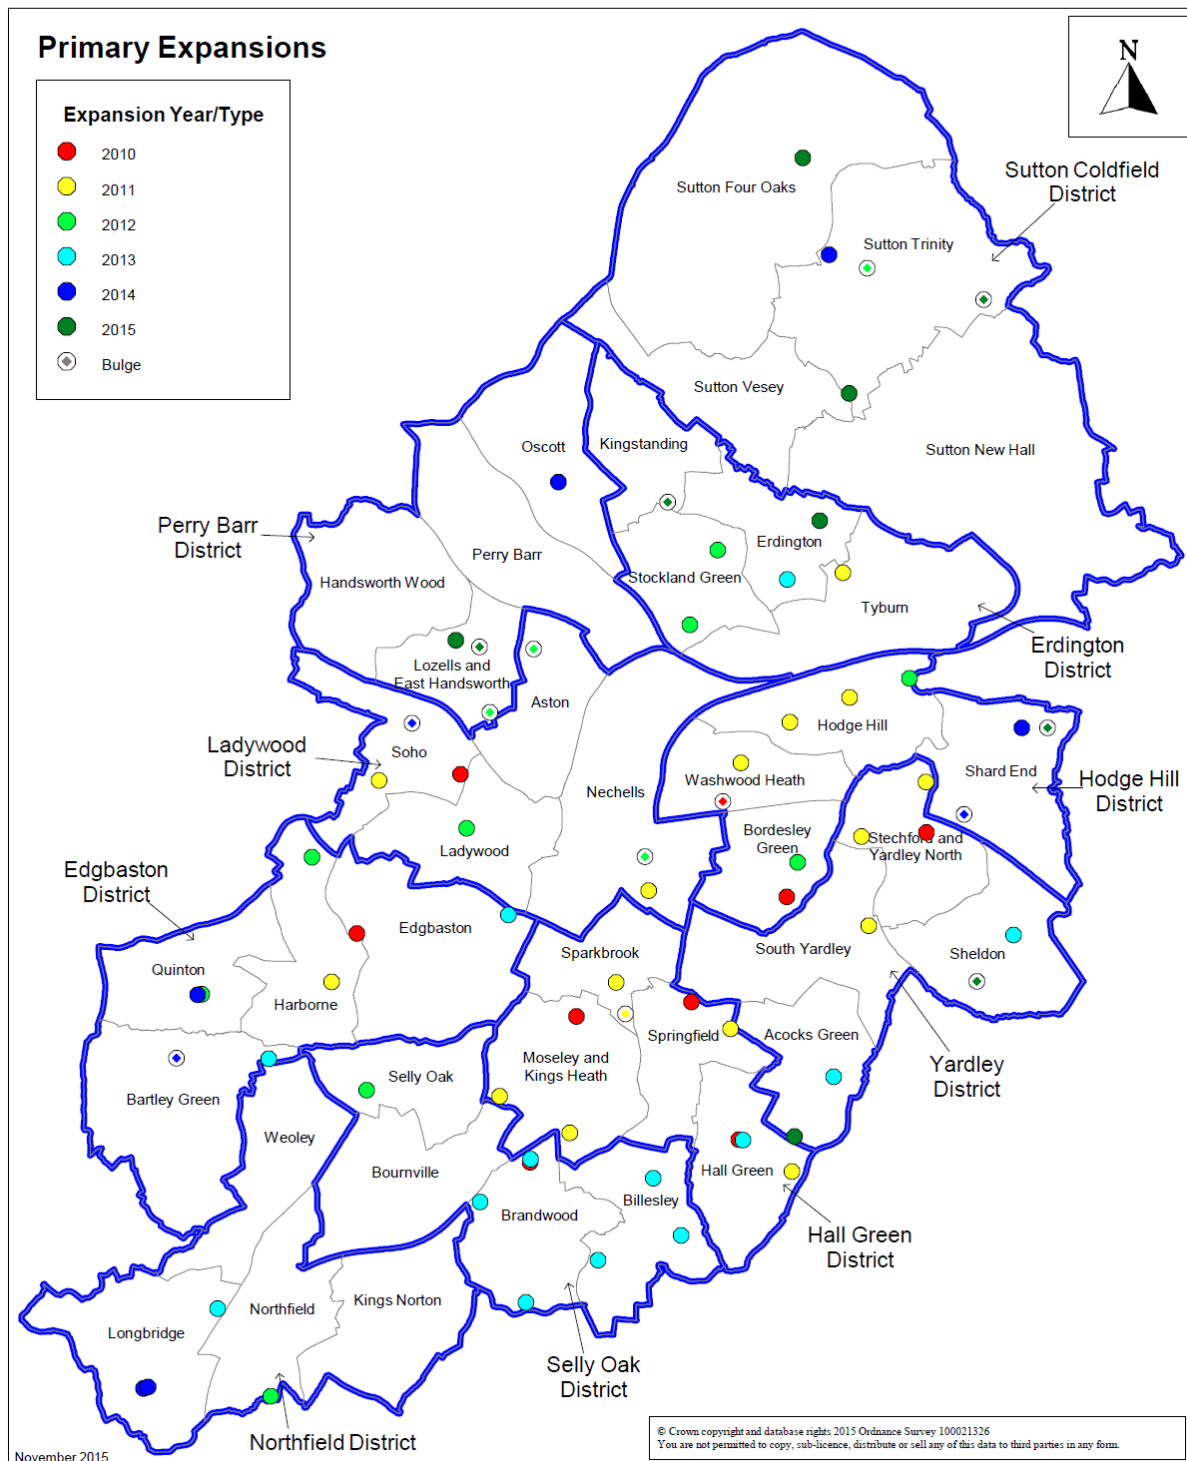 Primary Expansions
N
Expansion Year/Type
2010
2011
2012
2013
2014
2015
Bulge
Sutton Coldfield
District
Sutton Four Oaks
Sutton Trinity
Sutton Vesey
Sutton New Hall
Oscott
Kingstanding
Perry Barr
District
Perry Barr
Erdington
Handsworth Wood
Stockland Green
Tyburn
Erdington
District
Lozells and
East Handsworth
Aston
Hodge Hill
Ladywood
District
Soho
Washwood Heath
Shard End
Hodge Hill
District
Nechells
Bordesley
Green
Stechford and
Yardley North
Ladywood
Edgbaston
District
Edgbaston
Quinton
Harborne
Sparkbrook
South Yardley
Sheldon
Springfield
Acocks Green
Yardley
District
Moseley and
Kings Heath
Selly Oak
Bartley Green
Weoley
Bournville
Hall Green
Brandwood
Billesley
Hall Green
District
Northfield
Kings Norton
Longbridge
Selly Oak
District
Northfield District
© Crown copyright and database rights 2015 Ordnance Survey 100021326
You are not permitted to copy, sub-licence, distribute or sell any of this data to third parties in any form.
November 2015